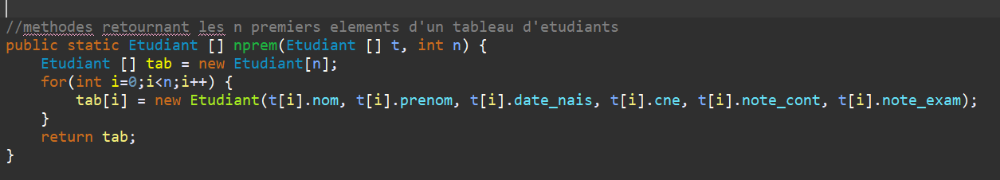 //methodes retournant les n premiers elements d'un tableau d'etudiants
public static Etudiant [] nprem(Etudiant [] t, int n) {
    Etudiant [] tab = new Etudiant[n];
    for(int i=0;i<n;i++) {
        tab[i] = new Etudiant(t[i].nom, t[i].prenom, t[i].date_nais, t[i].cne, t[i].note_cont, t[i].note_exam);
    }
    return tab;
}